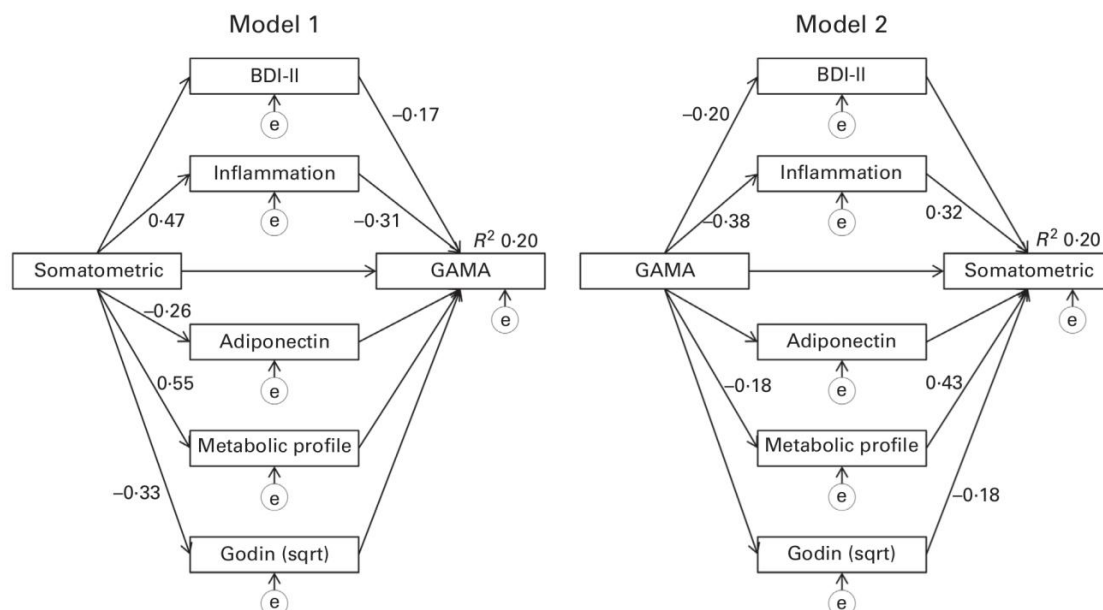 Model 1
BDI-II
e
–0·17
Inflammation
e
0·47
–0·31
R² 0·20
Somatometric
GAMA
e
–0·26
Adiponectin
e
0·55
Metabolic profile
e
–0·33
Godin (sqrt)
e
Model 2
BDI-II
e
–0·20
Inflammation
e
–0·38
0·32
R² 0·20
GAMA
Somatometric
e
Adiponectin
e
–0·18
0·43
Metabolic profile
e
–0·18
Godin (sqrt)
e